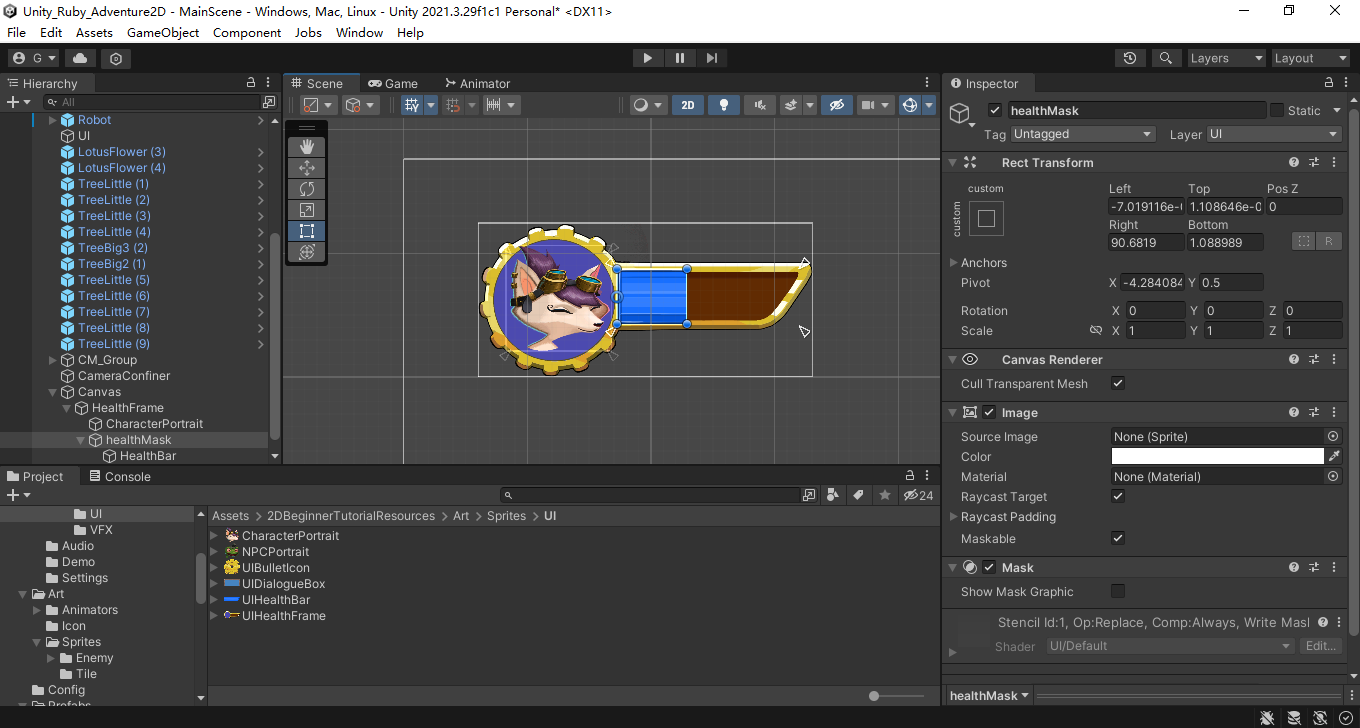 Unity_Ruby_Adventure2D - MainScene - Windows, Mac, Linux - Unity 2021.3.29f1c1 Personal* <DX11>
File Edit Assets GameObject Component Jobs Window Help
G Layers Layout
Hierarchy
All
Robot
UI
LotusFlower (3)
LotusFlower (4)
TreeLittle (1)
TreeLittle (2)
TreeLittle (3)
TreeLittle (4)
TreeBig3 (2)
TreeBig2 (1)
TreeLittle (5)
TreeLittle (6)
TreeLittle (7)
TreeLittle (8)
TreeLittle (9)
CM_Group
CameraConfiner
Canvas
HealthFrame
CharacterPortrait
healthMask
HealthBar
Scene Game Animator
2D
Inspector
healthMask Static
Tag Untagged Layer UI
Rect Transform
custom
custom
Left Top Pos Z
-7.019116e- 1.108646e-0 0
Right Bottom
90.6819 1.088989 R
Anchors
Pivot X -4.284084 Y 0.5
Rotation X 0 Y 0 Z 0
Scale X 1 Y 1 Z 1
Canvas Renderer
Cull Transparent Mesh
Image
Source Image None (Sprite)
Color
Material None (Material)
Raycast Target
Raycast Padding
Maskable
Mask
Show Mask Graphic
Stencil Id:1, Op:Replace, Comp:Always, Write Masl
Shader UI/Default Edit...
healthMask
Project Console
24
UI
VFX
Audio
Demo
Settings
Art
Animators
Icon
Sprites
Enemy
Tile
Config
Prefabs
Assets > 2DBeginnerTutorialResources > Art > Sprites > UI
CharacterPortrait
NPCPortrait
UIBulletIcon
UIDialogueBox
UIHealthBar
UIHealthFrame